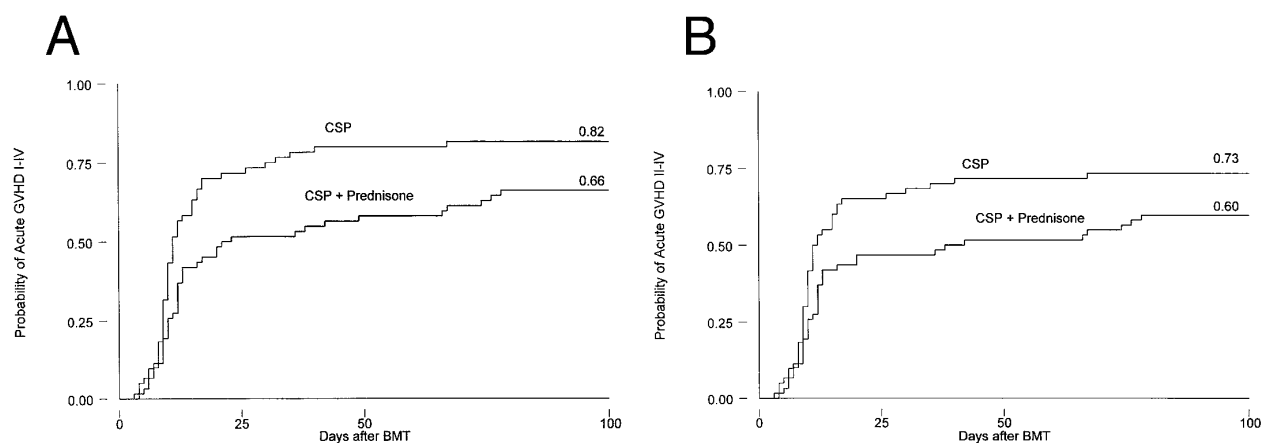 A
Probability of Acute GVHD I-IV
1.00
0.75
0.50
0.25
0.00
CSP
0.82
CSP + Prednisone
0.66
0
25
50
100
Days after BMT
B
Probability of Acute GVHD II-IV
1.00
0.75
0.50
0.25
0.00
CSP
0.73
CSP + Prednisone
0.60
0
25
50
100
Days after BMT